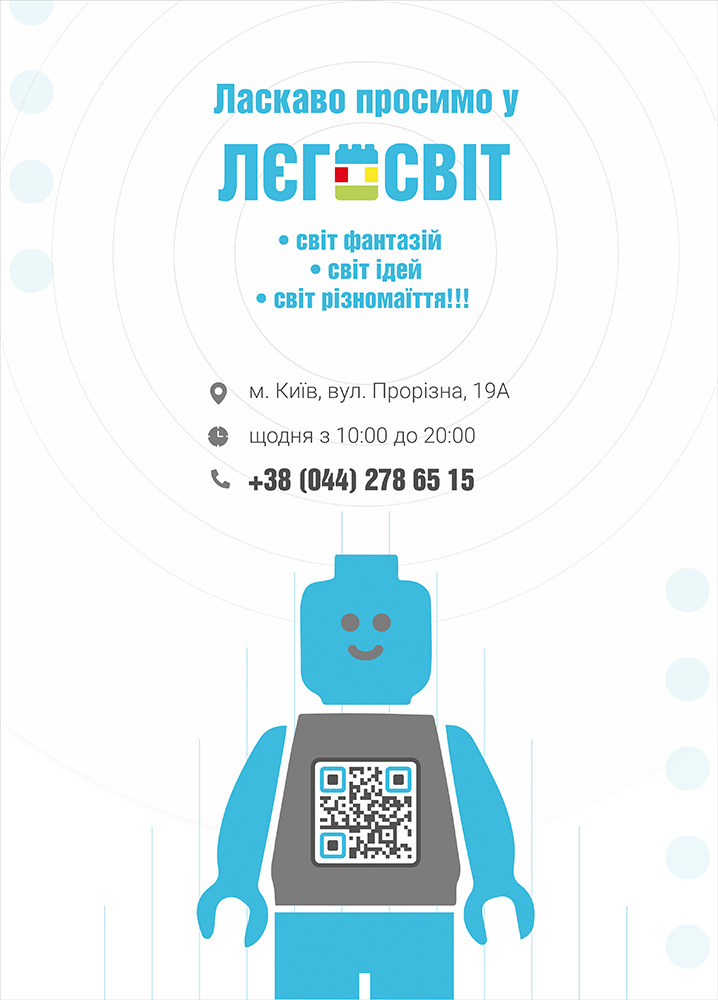 Ласкаво просимо у
ЛЄГОСВІТ
• світ фантазій
• світ ідей
• світ різномаїття!!!
м. Київ, вул. Прорізна, 19А
щодня з 10:00 до 20:00
+38 (044) 278 65 15